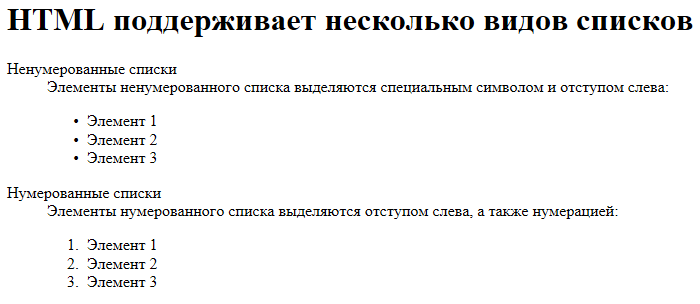 HTML поддерживает несколько видов списков
Ненумерованные списки
Элементы ненумерованного списка выделяются специальным символом и отступом слева:
• Элемент 1
• Элемент 2
• Элемент 3
Нумерованные списки
Элементы нумерованного списка выделяются отступом слева, а также нумерацией:
1. Элемент 1
2. Элемент 2
3. Элемент 3